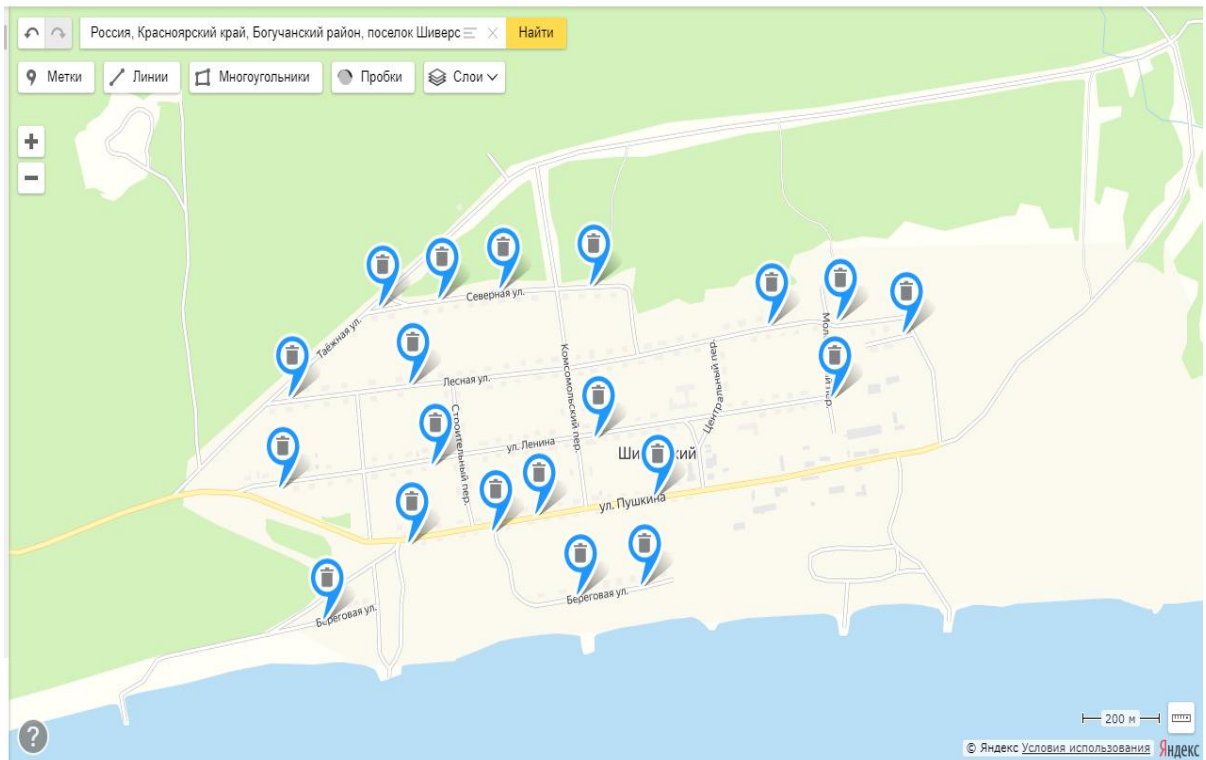 Россия, Красноярский край, Богучанский район, поселок Шиверс
Найти
Метки
Линии
Многоугольники
Пробки
Слои
Северная ул.
Таёжная ул.
Лесная ул.
Комсомольский пер.
Центральный пер.
Строительный пер.
ул. Ленина
ул. Пушкина
Береговая ул.
Береговая ул.
200 м
?
© Яндекс Условия использования Яндекс